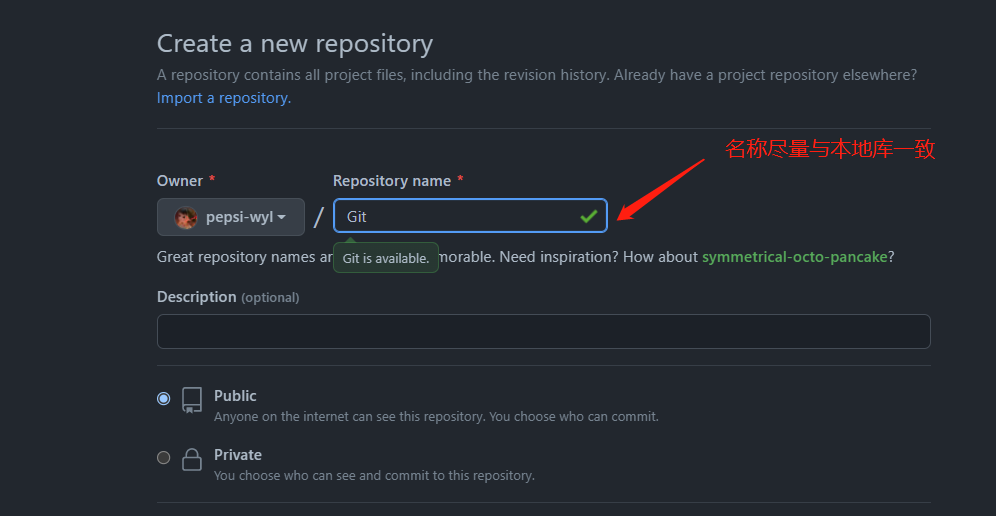 Create a new repository
A repository contains all project files, including the revision history. Already have a project repository elsewhere?
Import a repository.
名称尽量与本地库一致
Owner * Repository name *
pepsi-wyl / Git
Great repository names ar morable. Need inspiration? How about symmetrical-octo-pancake?
Git is available.
Description (optional)
Public
Anyone on the internet can see this repository. You choose who can commit.
Private
You choose who can see and commit to this repository.